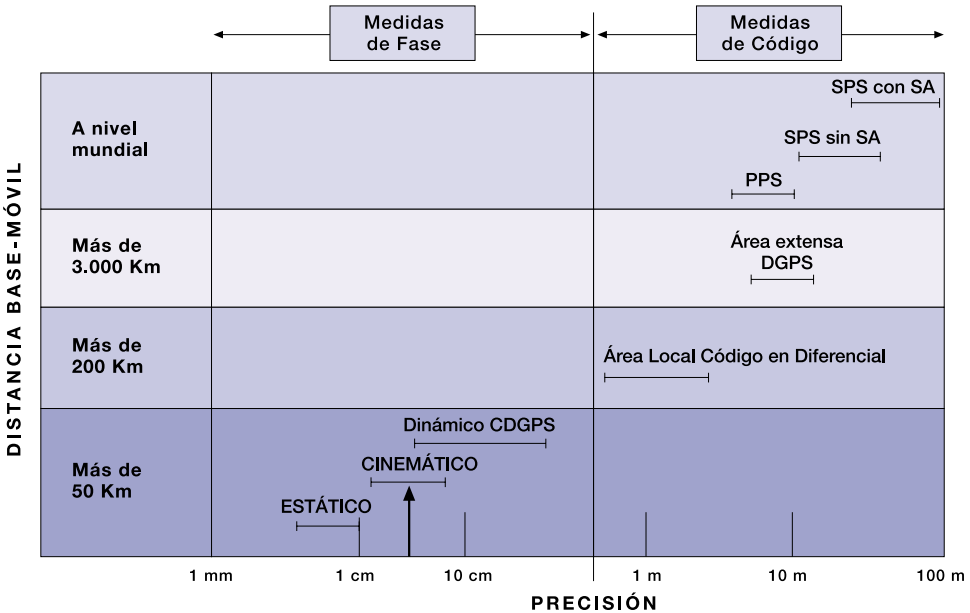 Medidas
de Fase
Medidas
de Código
DISTANCIA BASE-MÓVIL
A nivel
mundial
SPS con SA
SPS sin SA
PPS
Más de
3.000 Km
Área extensa
DGPS
Más de
200 Km
Área Local Código en Diferencial
Más de
50 Km
Dinámico CDGPS
CINEMÁTICO
ESTÁTICO
1 mm
1 cm
10 cm
1 m
10 m
100 m
PRECISIÓN